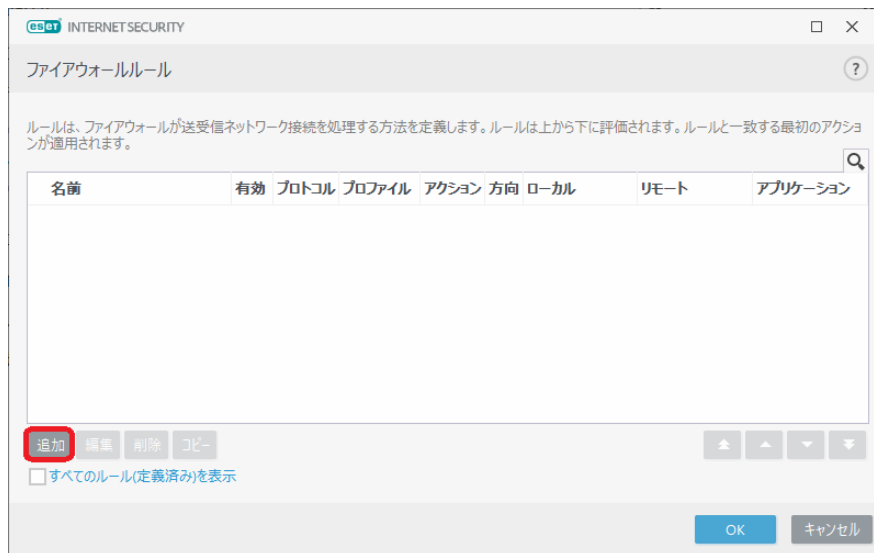 eset INTERNET SECURITY
ファイアウォールルール
?
ルールは、ファイアウォールが送受信ネットワーク接続を処理する方法を定義します。ルールは上から下に評価されます。ルールと一致する最初のアクショ
ンが適用されます。
名前 有効 プロトコル プロファイル アクション 方向 ローカル リモート アプリケーション
追加 編集 削除 コピー
すべてのルール(定義済み)を表示
OK キャンセル